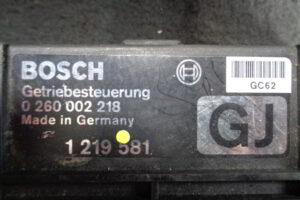 BOSCH
GC62
Getriebesteuerung
0 260 002 218
Made in Germany
GJ
1 219 581